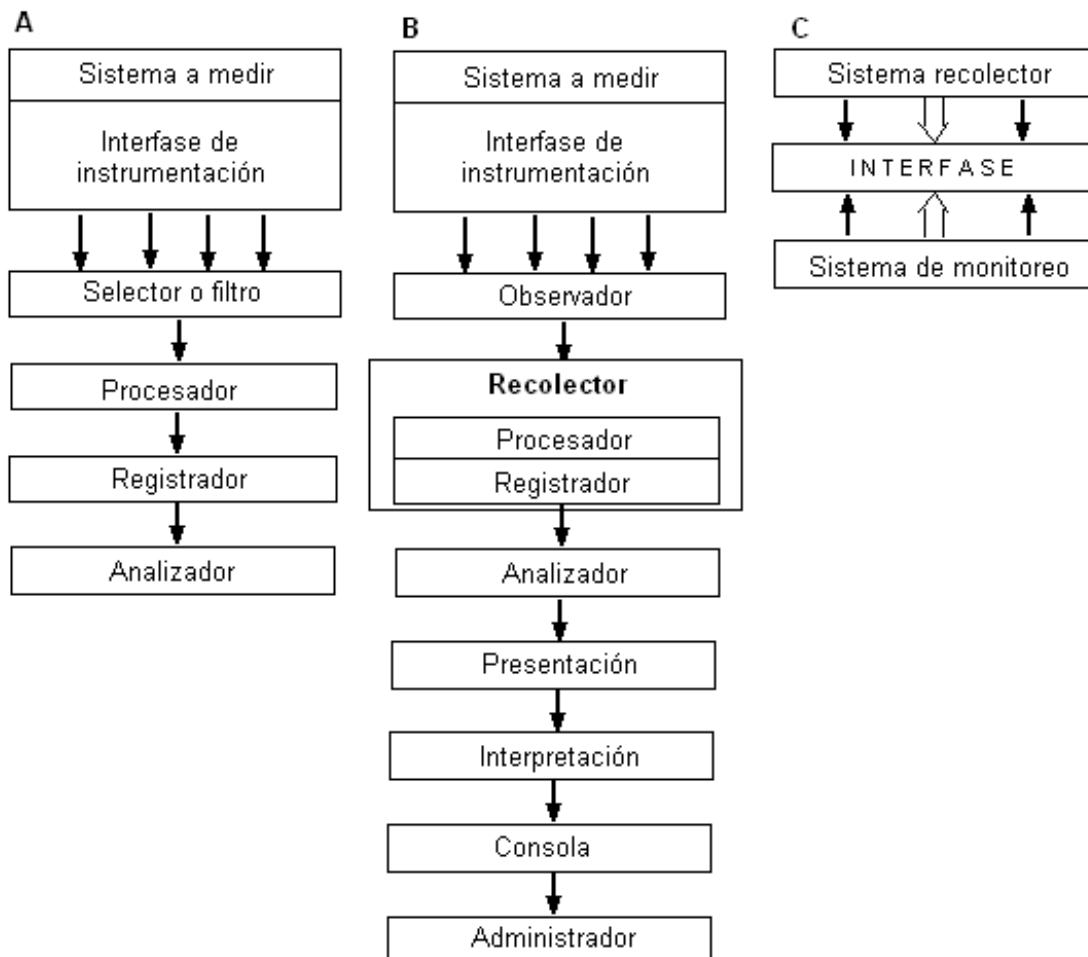 A
Sistema a medir
Interfase de
instrumentación
Selector o filtro
Procesador
Registrador
Analizador
B
Sistema a medir
Interfase de
instrumentación
Observador
Recolector
Procesador
Registrador
Analizador
Presentación
Interpretación
Consola
Administrador
C
Sistema recolector
INTERFASE
Sistema de monitoreo